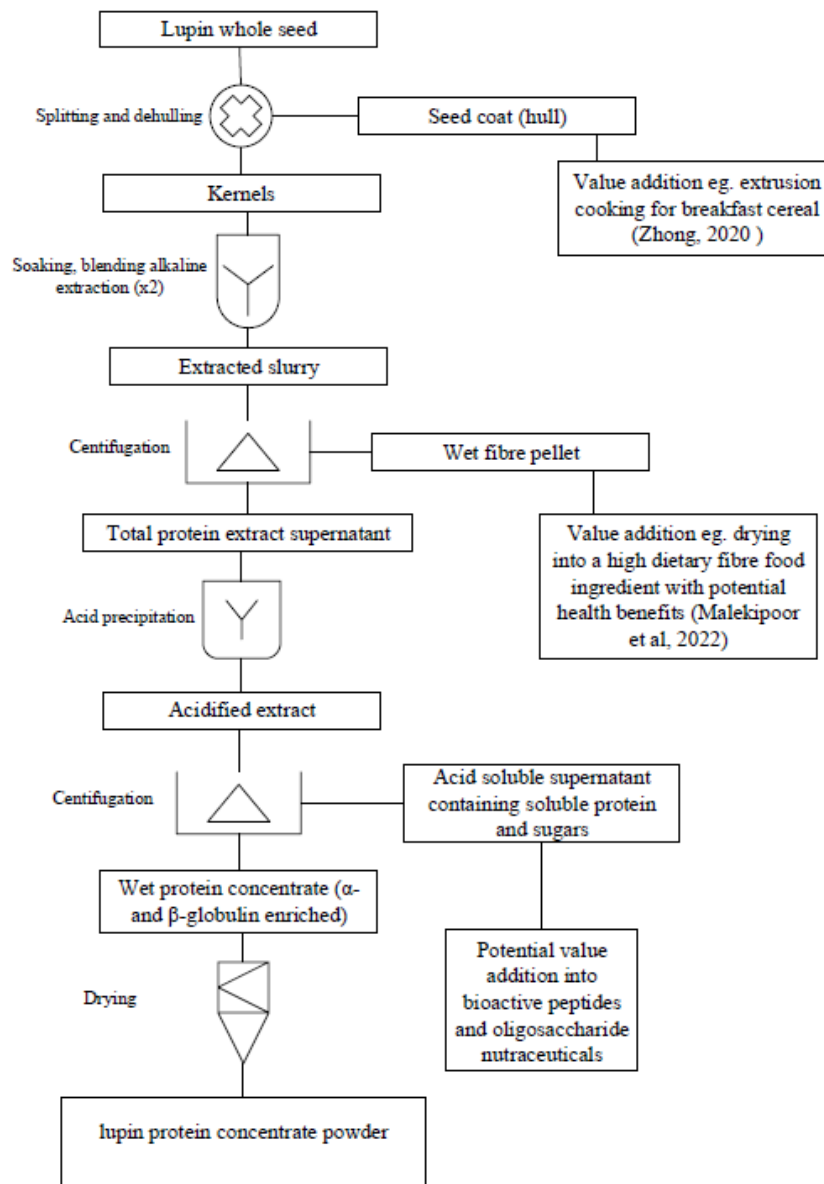 Lupin whole seed
Splitting and dehulling
Seed coat (hull)
Kernels
Value addition eg. extrusion
cooking for breakfast cereal
(Zhong, 2020 )
Soaking, blending alkaline
extraction (x2)
Extracted slurry
Centifugation
Wet fibre pellet
Total protein extract supernatant
Value addition eg. drying
into a high dietary fibre food
ingredient with potential
health benefits (Malekipoor
et al, 2022)
Acid precipitation
Acidified extract
Centifugation
Acid soluble supernatant
containing soluble protein
and sugars
Wet protein concentrate (α-
and β-globulin enriched)
Potential value
addition into
bioactive peptides
and oligosaccharide
nutraceuticals
Drying
lupin protein concentrate powder